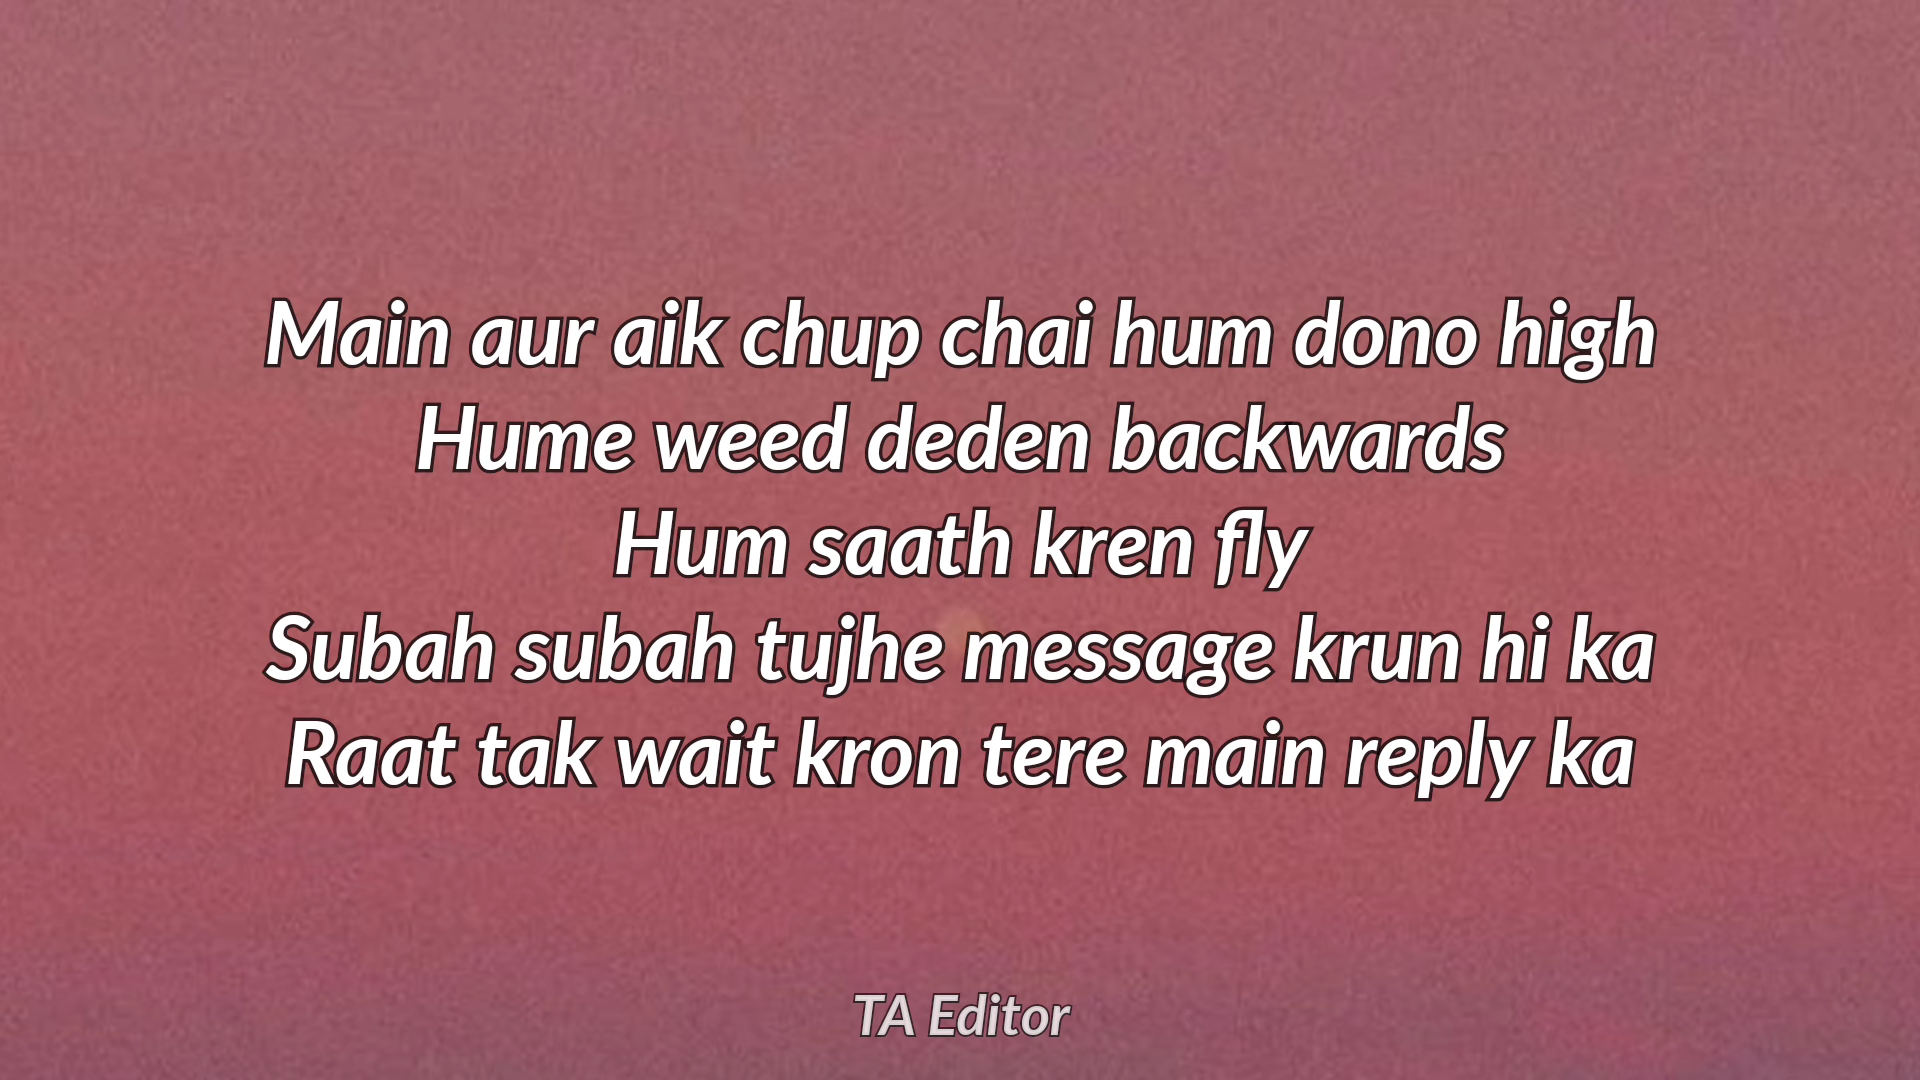 Main aur aik chup chai hum dono high
Hume weed deden backwards
Hum saath kren fly
Subah subah tujhe message krun hi ka
Raat tak wait kron tere main reply ka
TA Editor